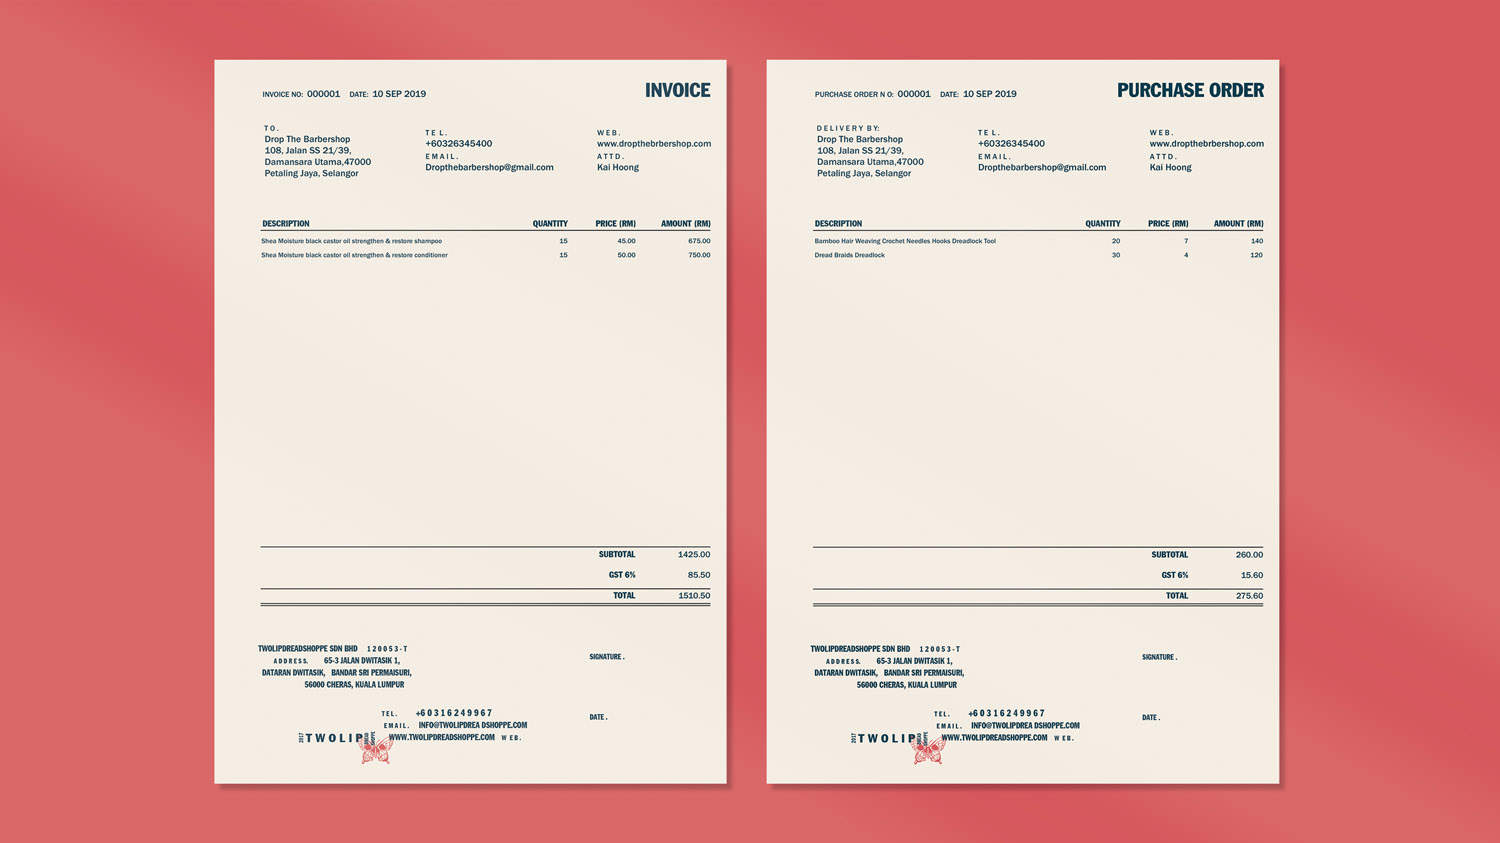 INVOICE NO: 000001 DATE: 10 SEP 2019 INVOICE
TO.
Drop The Barbershop
108, Jalan SS 21/39,
Damansara Utama,47000
Petaling Jaya, Selangor
TEL.
+60326345400
EMAIL.
Dropthebarbershop@gmail.com
WEB.
www.dropthebrbershop.com
ATTD.
Kai Hoong
DESCRIPTION QUANTITY PRICE (RM) AMOUNT (RM)
Shea Moisture black castor oil strengthen & restore shampoo 15 45.00 675.00
Shea Moisture black castor oil strengthen & restore conditioner 15 50.00 750.00
SUBTOTAL 1425.00
GST 6% 85.50
TOTAL 1510.50
TWOLIPDREADSHOPPE SDN BHD 120053-T
ADDRESS. 65-3 JALAN DWITASIK 1,
DATARAN DWITASIK, BANDAR SRI PERMAISURI,
56000 CHERAS, KUALA LUMPUR
SIGNATURE.
TEL. +60316249967
EMAIL. INFO@TWOLIPDREA DSHOPPE.COM
WWW.TWOLIPDREADSHOPPE.COM WEB.
DATE.
2017 TWOLIP DREAD SHOPPE
PURCHASE ORDER N O: 000001 DATE: 10 SEP 2019 PURCHASE ORDER
DELIVERY BY:
Drop The Barbershop
108, Jalan SS 21/39,
Damansara Utama,47000
Petaling Jaya, Selangor
TEL.
+60326345400
EMAIL.
Dropthebarbershop@gmail.com
WEB.
www.dropthebrbershop.com
ATTD.
Kai Hoong
DESCRIPTION QUANTITY PRICE (RM) AMOUNT (RM)
Bamboo Hair Weaving Crochet Needles Hooks Dreadlock Tool 20 7 140
Dread Braids Dreadlock 30 4 120
SUBTOTAL 260.00
GST 6% 15.60
TOTAL 275.60
TWOLIPDREADSHOPPE SDN BHD 120053-T
ADDRESS. 65-3 JALAN DWITASIK 1,
DATARAN DWITASIK, BANDAR SRI PERMAISURI,
56000 CHERAS, KUALA LUMPUR
SIGNATURE.
TEL. +60316249967
EMAIL. INFO@TWOLIPDREA DSHOPPE.COM
WWW.TWOLIPDREADSHOPPE.COM WEB.
DATE.
2017 TWOLIP DREAD SHOPPE